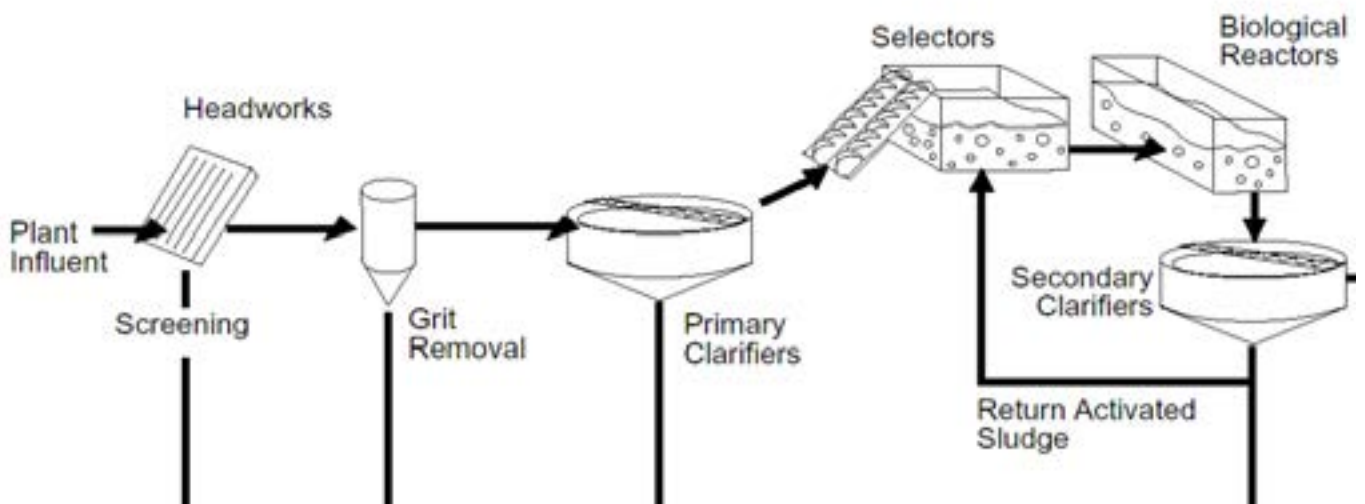 Selectors
Biological
Reactors
Headworks
Plant
Influent
Screening
Grit
Removal
Primary
Clarifiers
Secondary
Clarifiers
Return Activated
Sludge